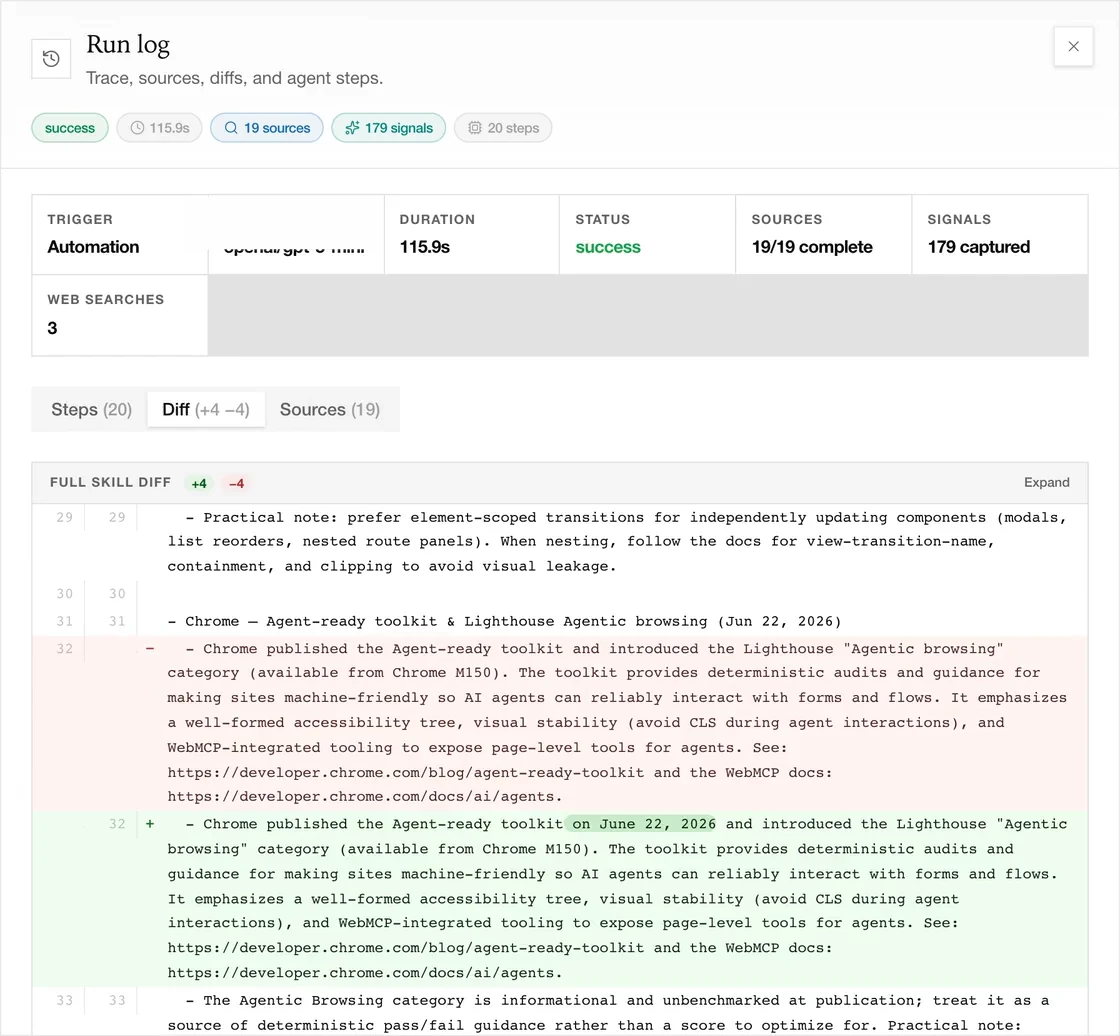 Run log
Trace, sources, diffs, and agent steps.
success 115.9s 19 sources 179 signals 20 steps
TRIGGER DURATION STATUS SOURCES SIGNALS
Automation 115.9s success 19/19 complete 179 captured
WEB SEARCHES
3
Steps (20) Diff (+4 −4) Sources (19)
FULL SKILL DIFF +4 −4 Expand
29 29 - Practical note: prefer element-scoped transitions for independently updating components (modals,
list reorders, nested route panels). When nesting, follow the docs for view-transition-name,
containment, and clipping to avoid visual leakage.
30 30
31 31 - Chrome — Agent-ready toolkit & Lighthouse Agentic browsing (Jun 22, 2026)
32 − - Chrome published the Agent-ready toolkit and introduced the Lighthouse "Agentic browsing"
category (available from Chrome M150). The toolkit provides deterministic audits and guidance for
making sites machine-friendly so AI agents can reliably interact with forms and flows. It emphasizes
a well-formed accessibility tree, visual stability (avoid CLS during agent interactions), and
WebMCP-integrated tooling to expose page-level tools for agents. See:
https://developer.chrome.com/blog/agent-ready-toolkit and the WebMCP docs:
https://developer.chrome.com/docs/ai/agents.
32 + - Chrome published the Agent-ready toolkit on June 22, 2026 and introduced the Lighthouse "Agentic
browsing" category (available from Chrome M150). The toolkit provides deterministic audits and
guidance for making sites machine-friendly so AI agents can reliably interact with forms and flows.
It emphasizes a well-formed accessibility tree, visual stability (avoid CLS during agent
interactions), and WebMCP-integrated tooling to expose page-level tools for agents. See:
https://developer.chrome.com/blog/agent-ready-toolkit and the WebMCP docs:
https://developer.chrome.com/docs/ai/agents.
33 33 - The Agentic Browsing category is informational and unbenchmarked at publication; treat it as a
source of deterministic pass/fail guidance rather than a score to optimize for. Practical note: